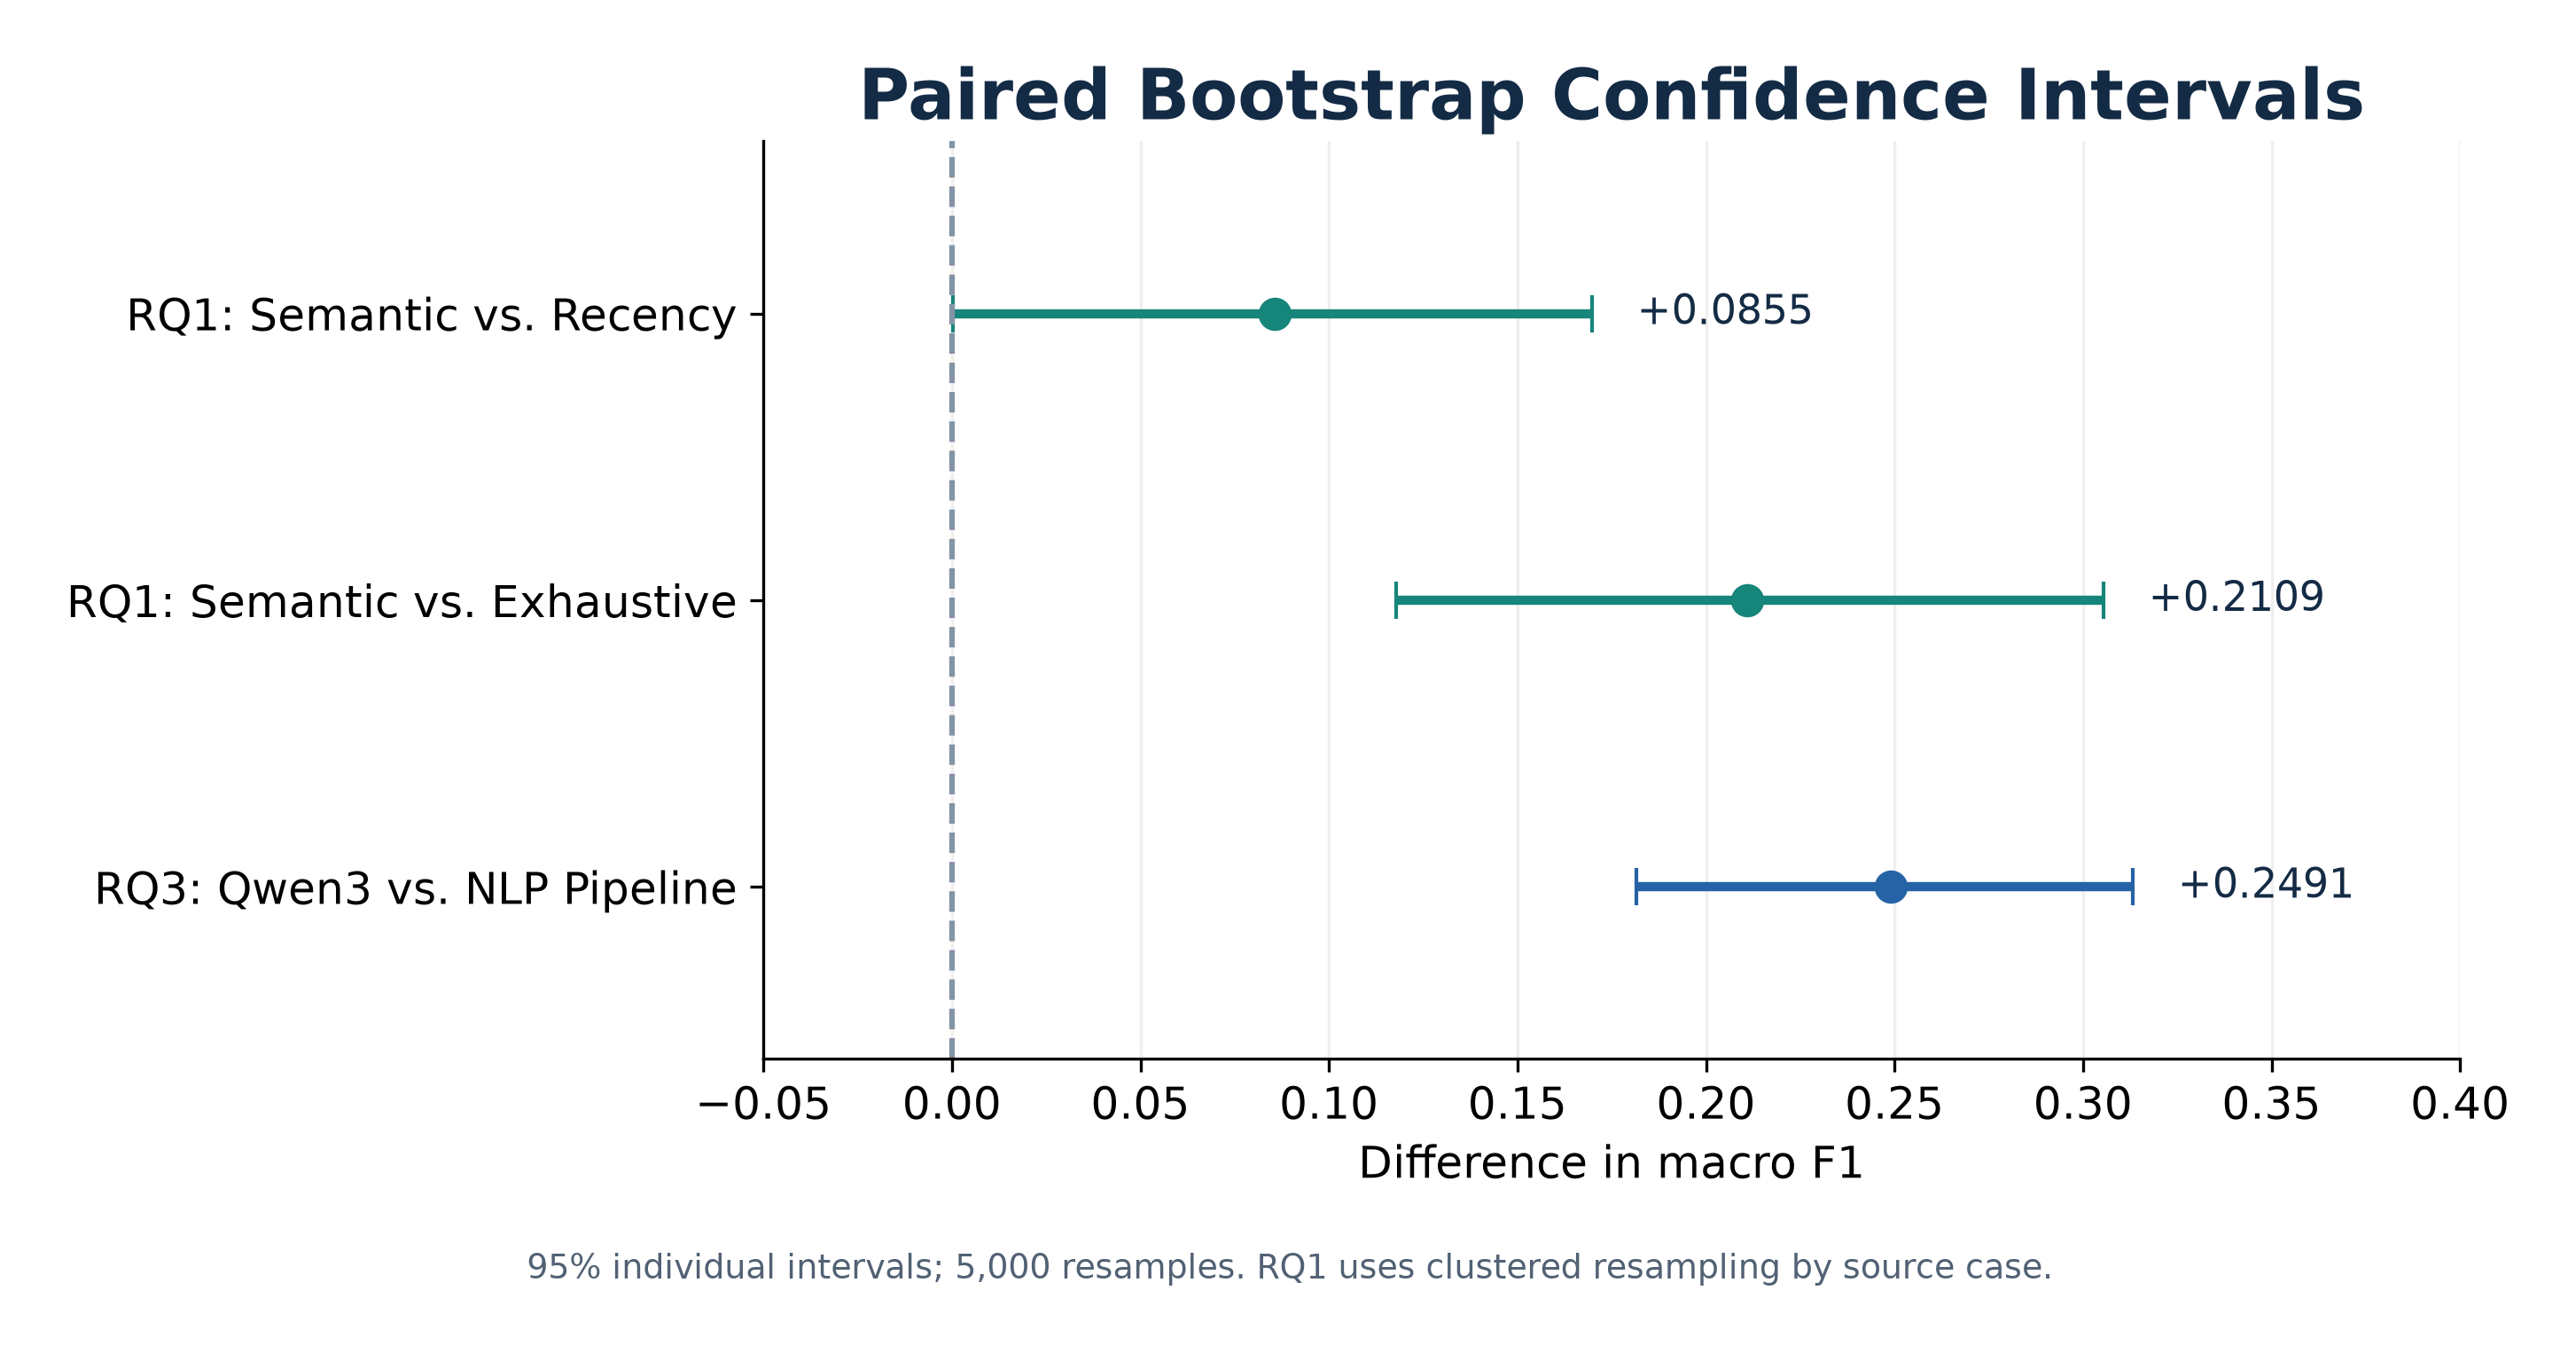 Paired Bootstrap Confidence Intervals
RQ1: Semantic vs. Recency
+0.0855
RQ1: Semantic vs. Exhaustive
+0.2109
RQ3: Qwen3 vs. NLP Pipeline
+0.2491
−0.05 0.00 0.05 0.10 0.15 0.20 0.25 0.30 0.35 0.40
Difference in macro F1
95% individual intervals; 5,000 resamples. RQ1 uses clustered resampling by source case.